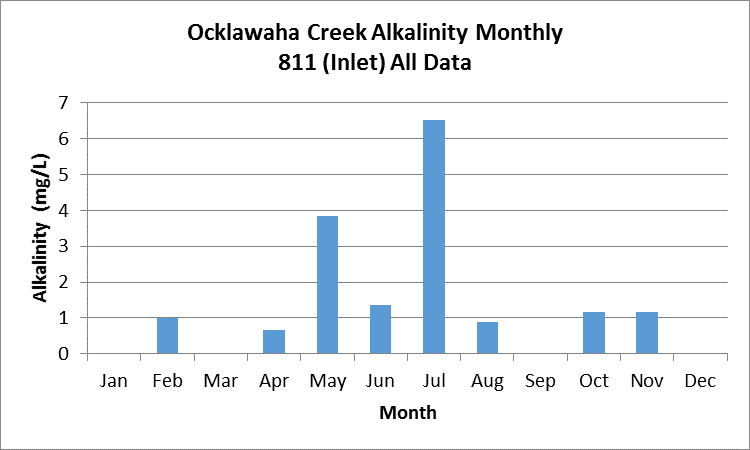 Ocklawaha Creek Alkalinity Monthly
811 (Inlet) All Data
Alkalinity (mg/L)
7
6
5
4
3
2
1
0
Jan Feb Mar Apr May Jun Jul Aug Sep Oct Nov Dec
Month